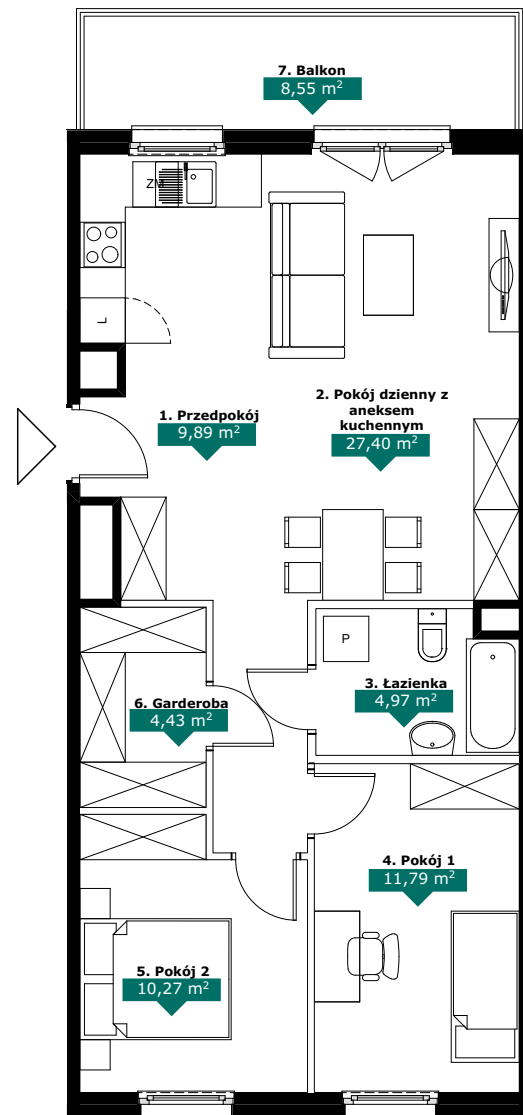 7. Balkon
8,55 m²
ZM
L
1. Przedpokój
9,89 m²
2. Pokój dzienny z
aneksem
kuchennym
27,40 m²
P
3. Łazienka
4,97 m²
6. Garderoba
4,43 m²
4. Pokój 1
11,79 m²
5. Pokój 2
10,27 m²